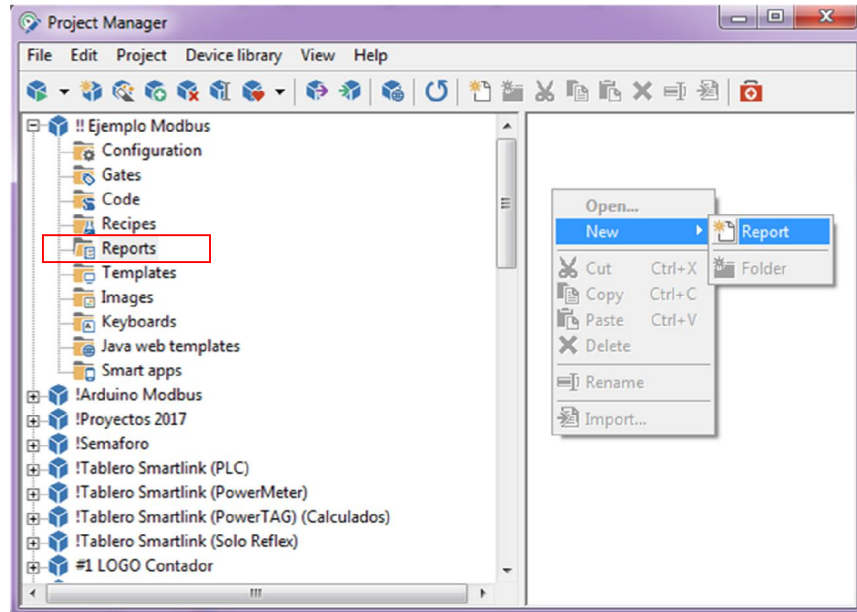 Project Manager
File Edit Project Device library View Help
!! Ejemplo Modbus
Configuration
Gates
Code
Recipes
Reports
Templates
Images
Keyboards
Java web templates
Smart apps
!Arduino Modbus
!Proyectos 2017
!Semaforo
!Tablero Smartlink (PLC)
!Tablero Smartlink (PowerMeter)
!Tablero Smartlink (PowerTAG) (Calculados)
!Tablero Smartlink (Solo Reflex)
#1 LOGO Contador
Open...
New
Cut Ctrl+X
Copy Ctrl+C
Paste Ctrl+V
Delete
Rename
Import...
Report
Folder